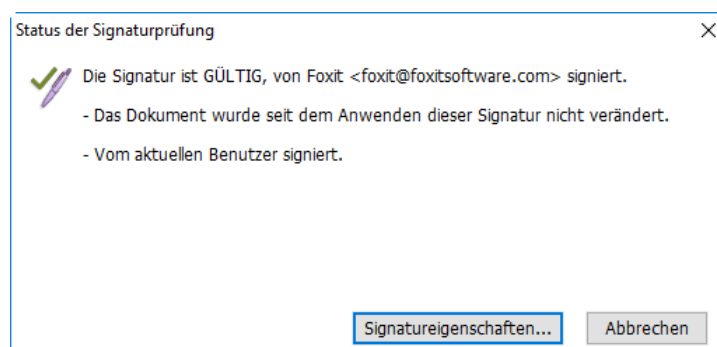 Status der Signaturprüfung
Die Signatur ist GÜLTIG, von Foxit <foxit@foxitsoftware.com> signiert.
- Das Dokument wurde seit dem Anwenden dieser Signatur nicht verändert.
- Vom aktuellen Benutzer signiert.
Signatureigenschaften... Abbrechen